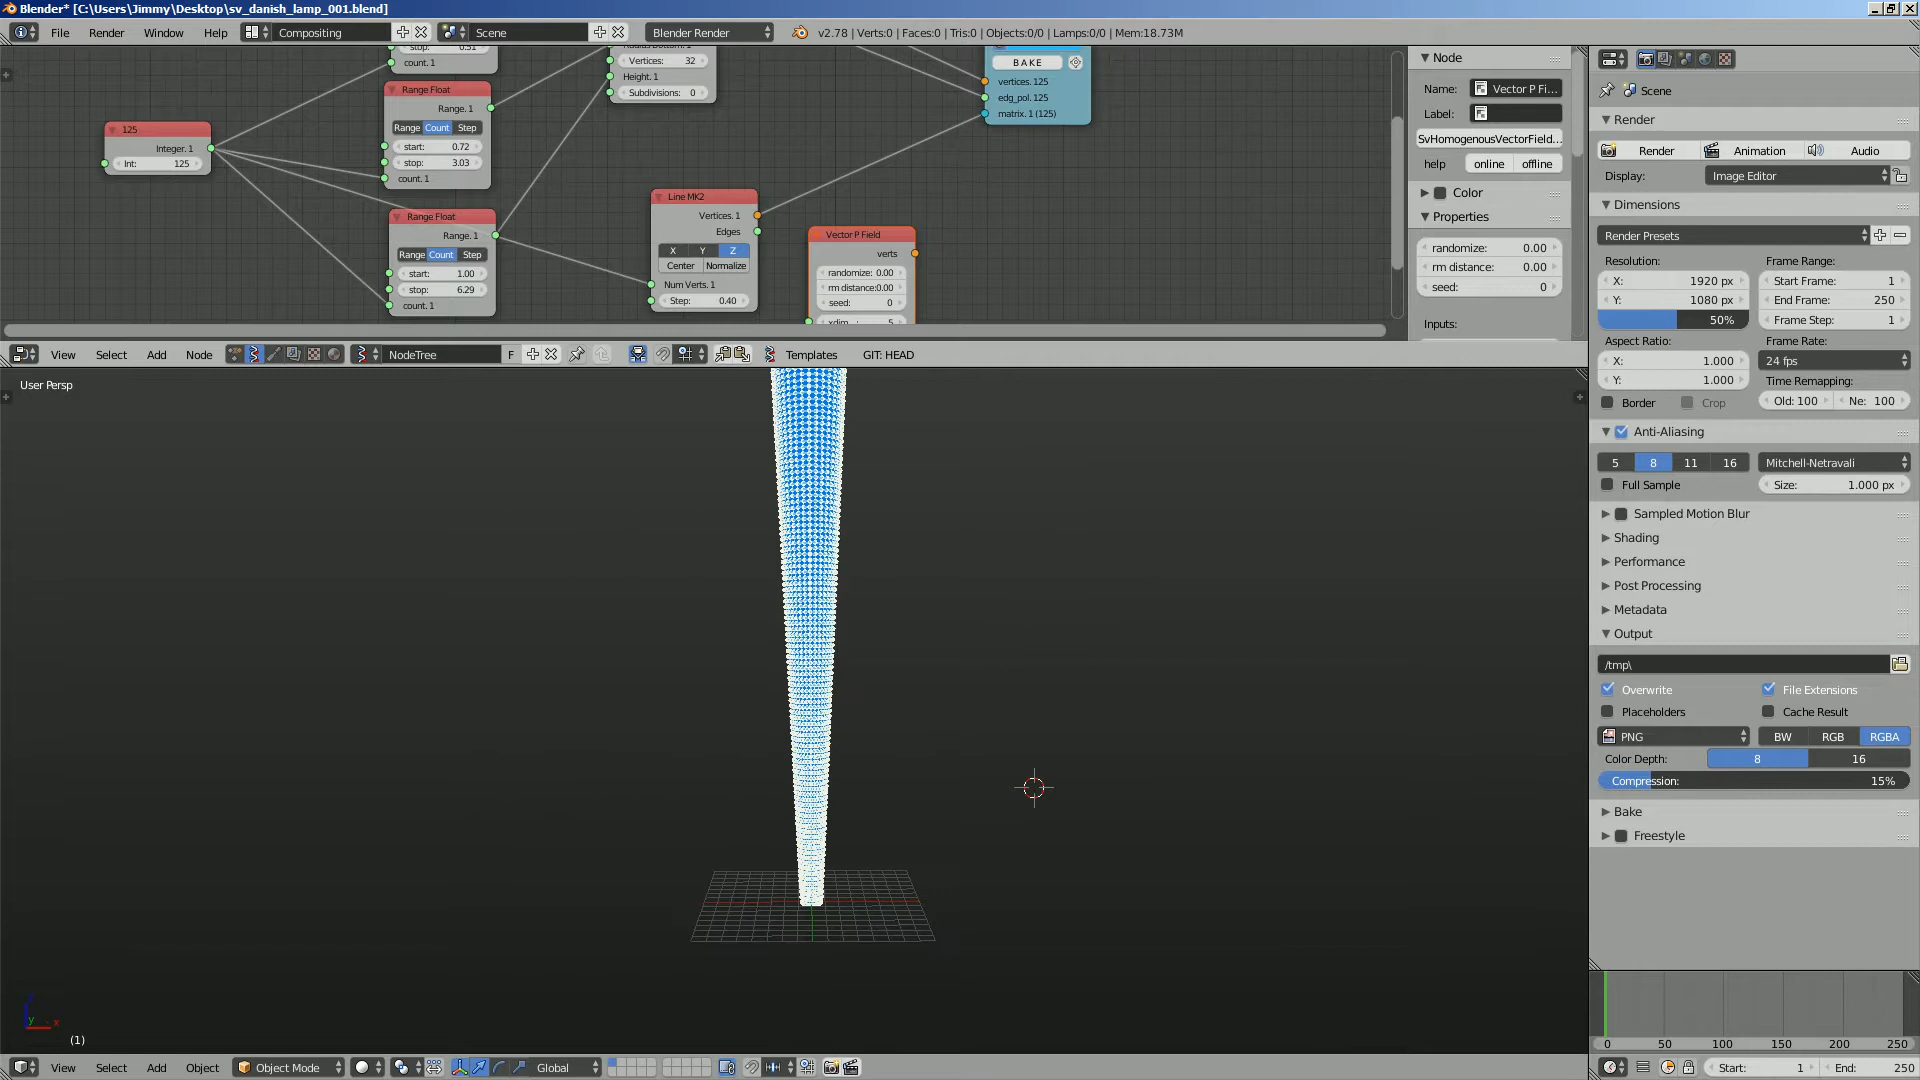 Blender* [C:\Users\Jimmy\Desktop\sv_danish_lamp_001.blend]
File Render Window Help Compositing Scene Blender Render v2.78 | Verts:0 | Faces:0 | Tris:0 | Objects:0/0 | Lamps:0/0 | Mem:18.73M
stop: 0.51
count. 1
Range Float
Range. 1
Range Count Step
start: 0.72
stop: 3.03
count. 1
125
Integer. 1
Int: 125
Range Float
Range. 1
Range Count Step
start: 1.00
stop: 6.29
count. 1
Radius Bottom. 1
Vertices: 32
Height. 1
Subdivisions: 0
Line MK2
Vertices. 1
Edges
X Y Z
Center Normalize
Num Verts. 1
Step: 0.40
Vector P Field
verts
randomize: 0.00
rm distance:0.00
seed: 0
xdim: 5
BAKE
vertices. 125
edg_pol. 125
matrix. 1 (125)
Node
Name: Vector P Fi...
Label:
SvHomogenousVectorField...
help online offline
Color
Properties
randomize: 0.00
rm distance: 0.00
seed: 0
Inputs:
View Select Add Node NodeTree F Templates GIT: HEAD
User Persp
z
y x
(1)
View Select Add Object Object Mode Global
Scene
Render
Render Animation Audio
Display: Image Editor
Dimensions
Render Presets
Resolution: Frame Range:
X: 1920 px Start Frame: 1
Y: 1080 px End Frame: 250
50% Frame Step: 1
Aspect Ratio: Frame Rate:
X: 1.000 24 fps
Y: 1.000 Time Remapping:
Border Crop Old: 100 Ne: 100
Anti-Aliasing
5 8 11 16 Mitchell-Netravali
Full Sample Size: 1.000 px
Sampled Motion Blur
Shading
Performance
Post Processing
Metadata
Output
/tmp\
Overwrite File Extensions
Placeholders Cache Result
PNG BW RGB RGBA
Color Depth: 8 16
Compression: 15%
Bake
Freestyle
0 50 100 150 200 250
Start: 1 End: 250